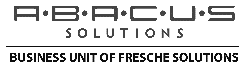 A·B·A·C·U·S
SOLUTIONS
BUSINESS UNIT OF FRESCHE SOLUTIONS